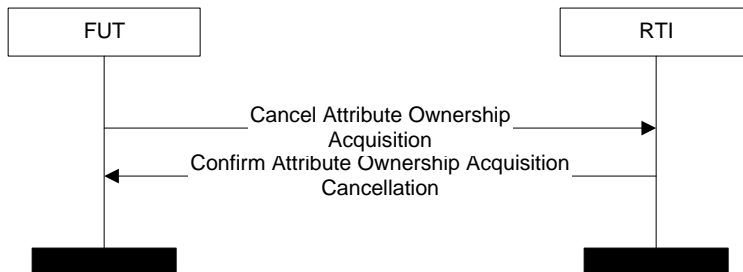 FUT
RTI
Cancel Attribute Ownership
Acquisition
Confirm Attribute Ownership Acquisition
Cancellation